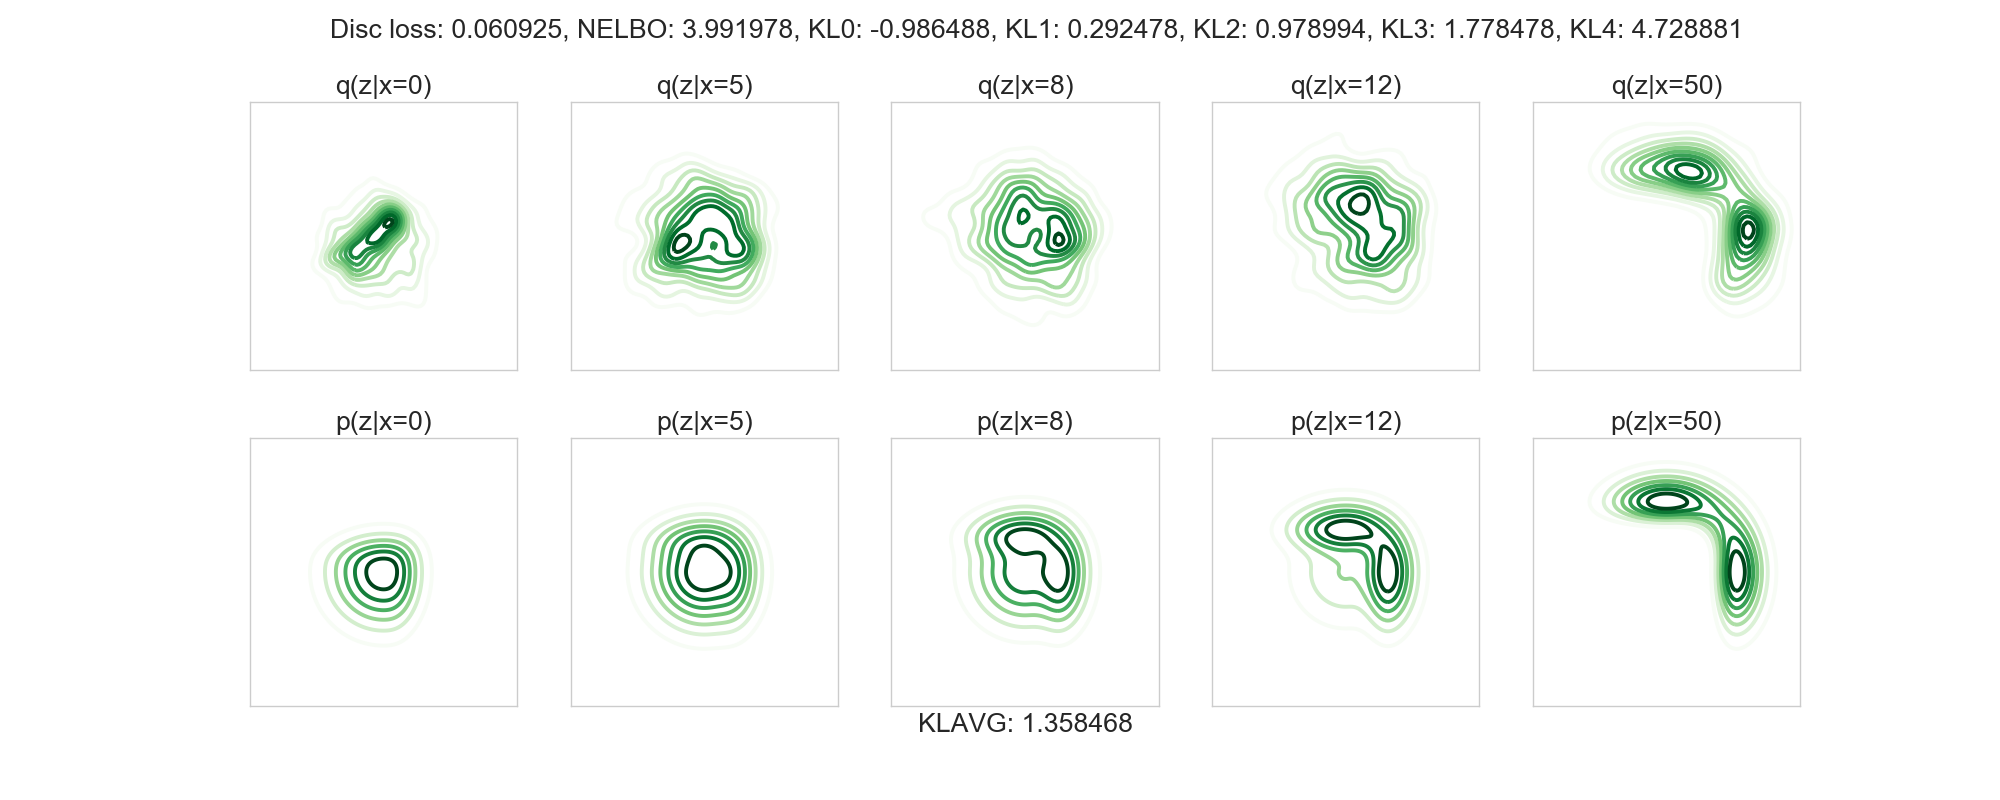 Disc loss: 0.060925, NELBO: 3.991978, KL0: -0.986488, KL1: 0.292478, KL2: 0.978994, KL3: 1.778478, KL4: 4.728881
q(z|x=0) q(z|x=5) q(z|x=8) q(z|x=12) q(z|x=50)
p(z|x=0) p(z|x=5) p(z|x=8) p(z|x=12) p(z|x=50)
KLAVG: 1.358468